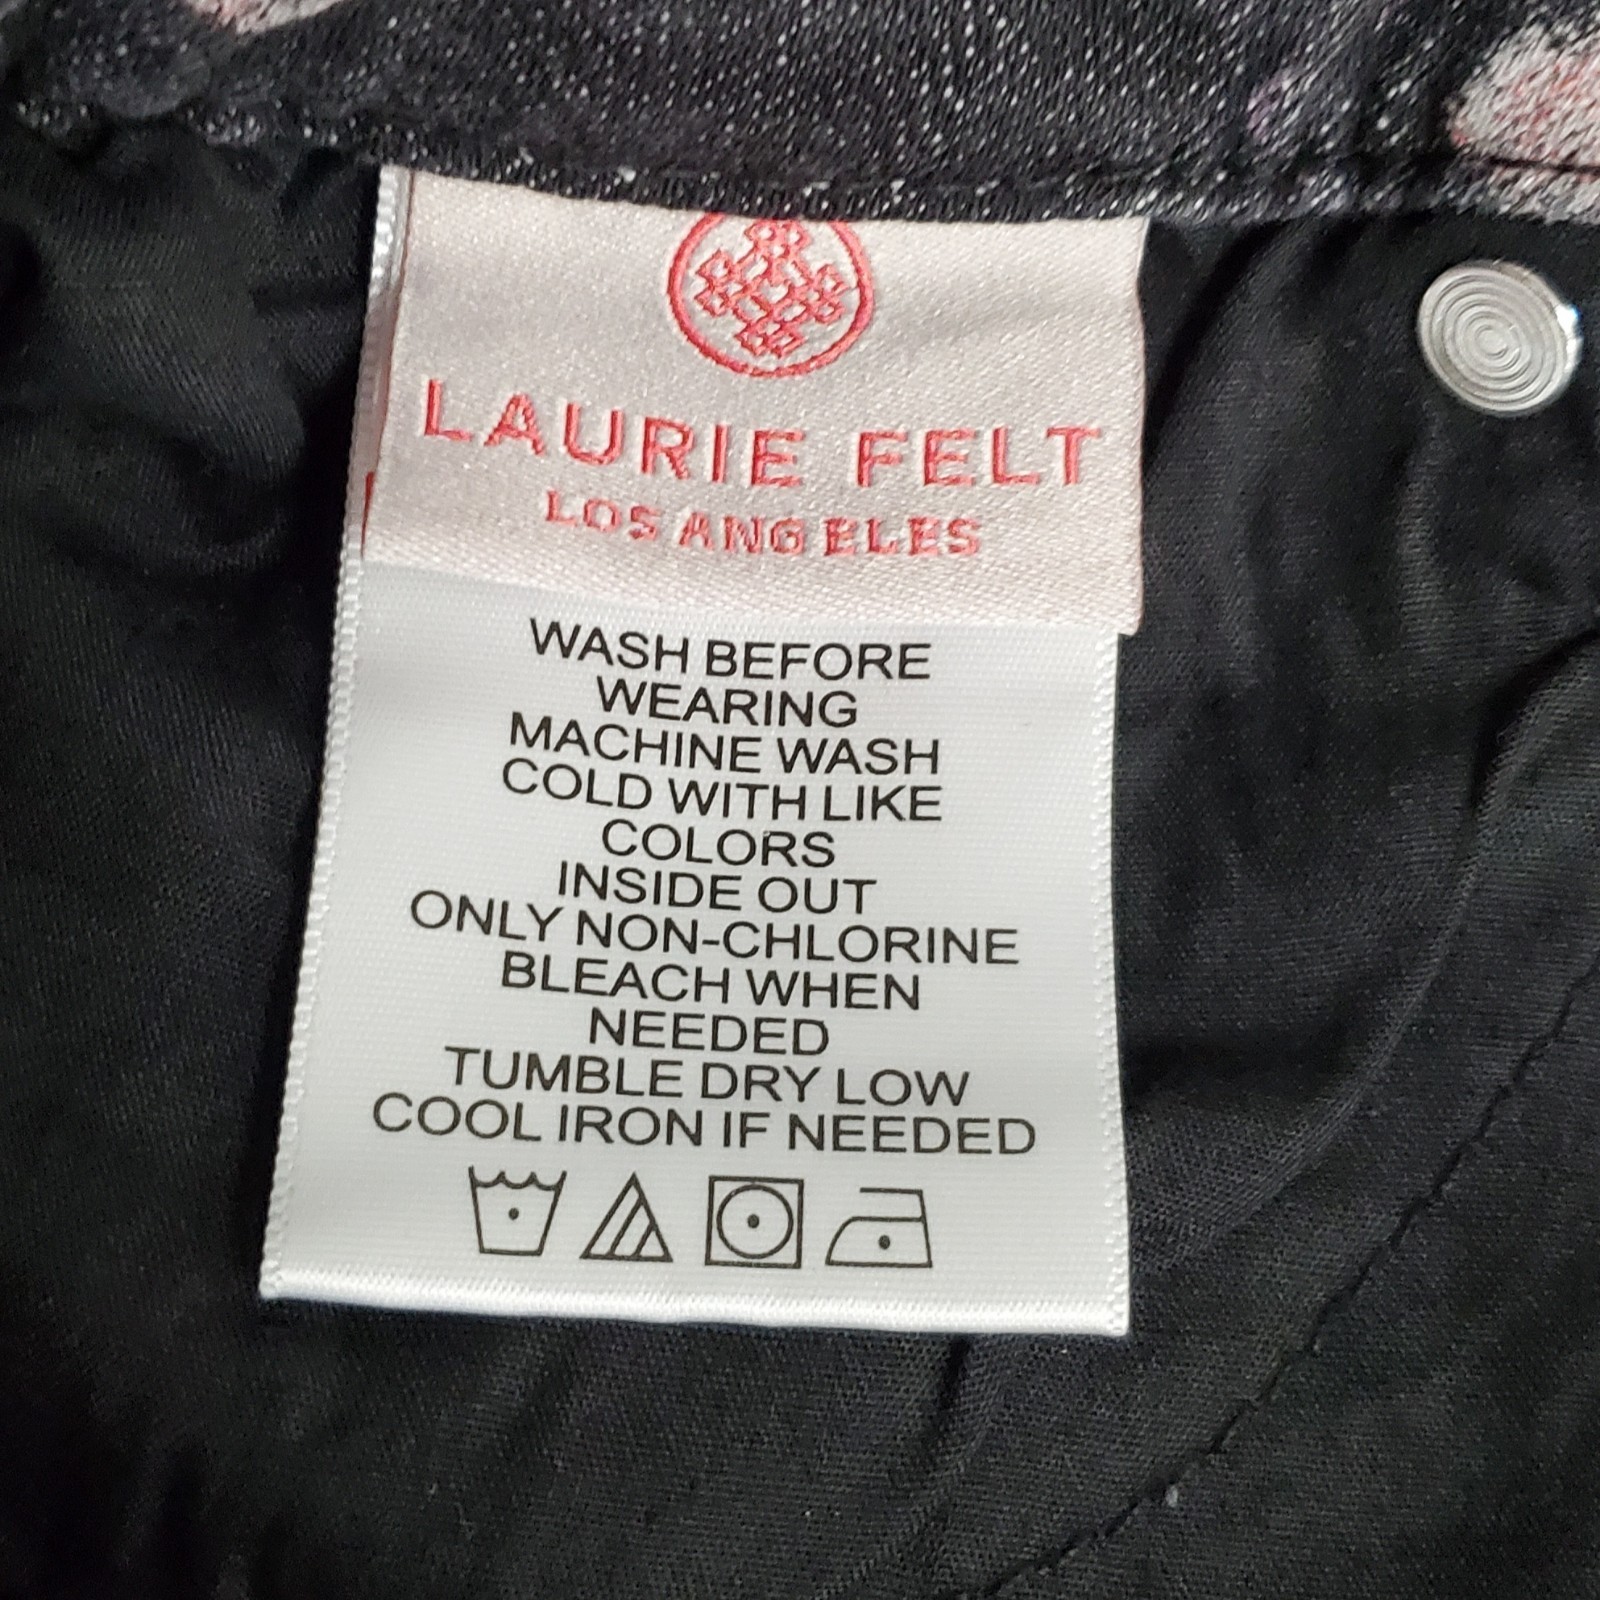 LAURIE FELT
LOS ANGELES
WASH BEFORE
WEARING
MACHINE WASH
COLD WITH LIKE
COLORS
INSIDE OUT
ONLY NON-CHLORINE
BLEACH WHEN
NEEDED
TUMBLE DRY LOW
COOL IRON IF NEEDED